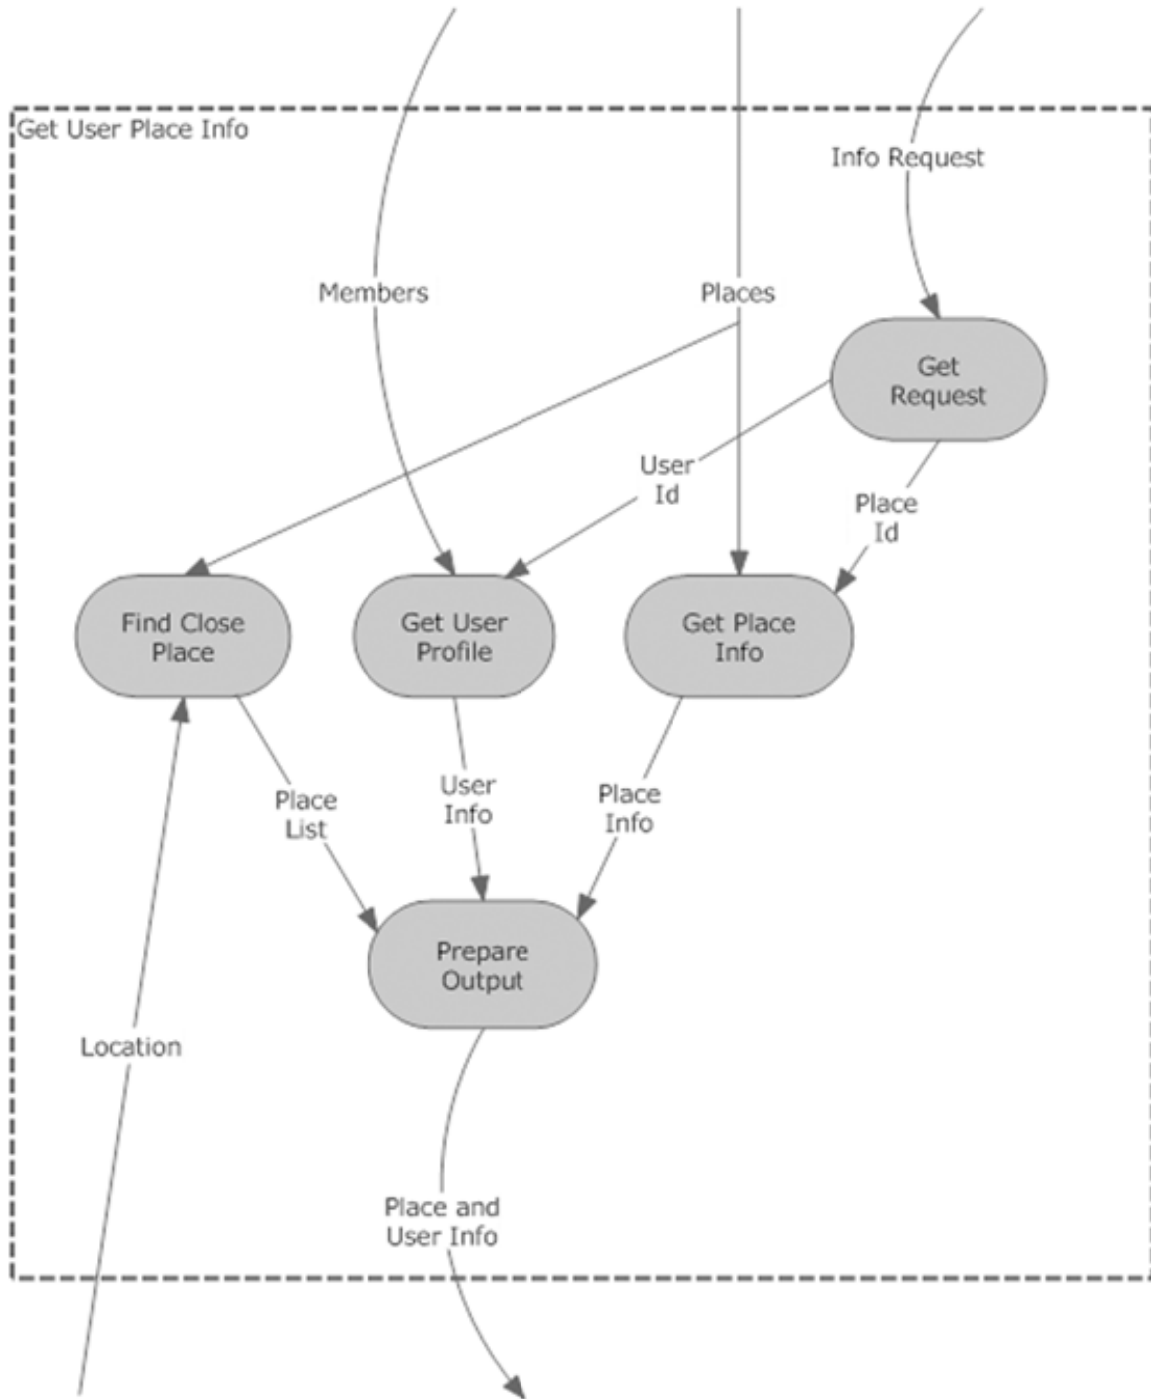 Get User Place Info
Info Request
Members
Places
Get
Request
User
Id
Place
Id
Find Close
Place
Get User
Profile
Get Place
Info
Place
List
User
Info
Place
Info
Prepare
Output
Location
Place and
User Info